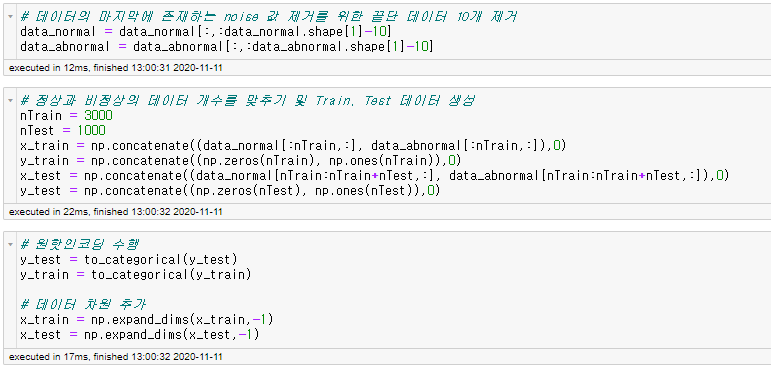 # 데이터의 마지막에 존재하는 noise 값 제거를 위한 끝단 데이터 10개 제거
data_normal = data_normal[:,:data_normal.shape[1]-10]
data_abnormal = data_abnormal[:,:data_abnormal.shape[1]-10]
executed in 12ms, finished 13:00:31 2020-11-11
# 정상과 비정상의 데이터 개수를 맞추기 및 Train, Test 데이터 생성
nTrain = 3000
nTest = 1000
x_train = np.concatenate((data_normal[:nTrain,:], data_abnormal[:nTrain,:]),0)
y_train = np.concatenate((np.zeros(nTrain), np.ones(nTrain)),0)
x_test = np.concatenate((data_normal[nTrain:nTrain+nTest,:], data_abnormal[nTrain:nTrain+nTest,:]),0)
y_test = np.concatenate((np.zeros(nTest), np.ones(nTest)),0)
executed in 22ms, finished 13:00:32 2020-11-11
# 원핫인코딩 수행
y_test = to_categorical(y_test)
y_train = to_categorical(y_train)
# 데이터 차원 추가
x_train = np.expand_dims(x_train,-1)
x_test = np.expand_dims(x_test,-1)
executed in 17ms, finished 13:00:32 2020-11-11